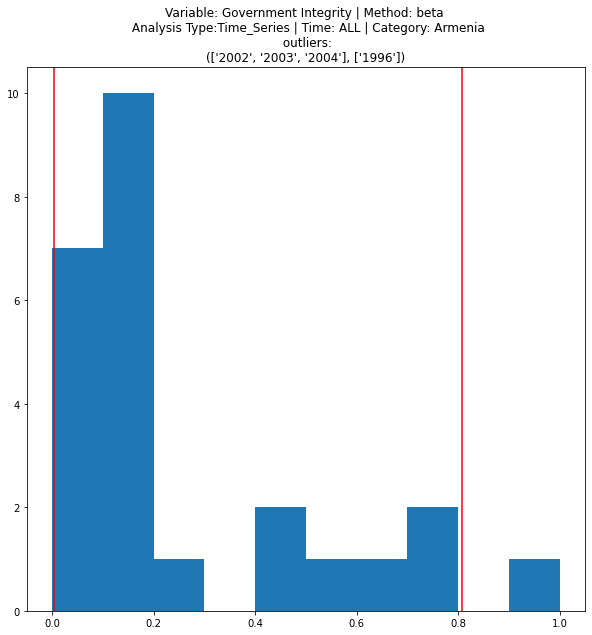 Variable: Government Integrity | Method: beta
Analysis Type:Time_Series | Time: ALL | Category: Armenia
outliers:
(['2002', '2003', '2004'], ['1996'])
10
8
6
4
2
0
0.0 0.2 0.4 0.6 0.8 1.0